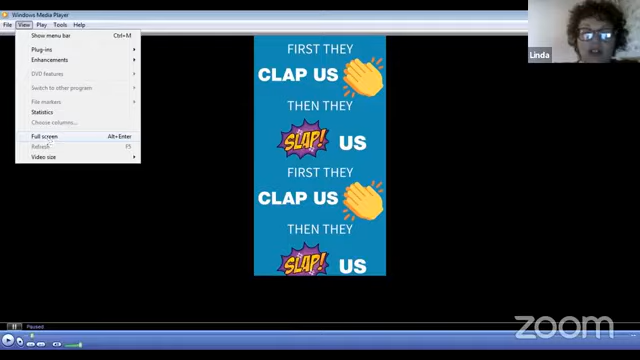 Windows Media Player
File View Play Tools Help
Show menu bar Ctrl+M
Plug-ins
Enhancements
DVD features
Switch to other program
File markers
Statistics
Choose columns...
Full screen Alt+Enter
Refresh F5
Video size
FIRST THEY
CLAP US
THEN THEY
SLAP! US
FIRST THEY
CLAP US
THEN THEY
SLAP! US
Linda
Paused
zoom